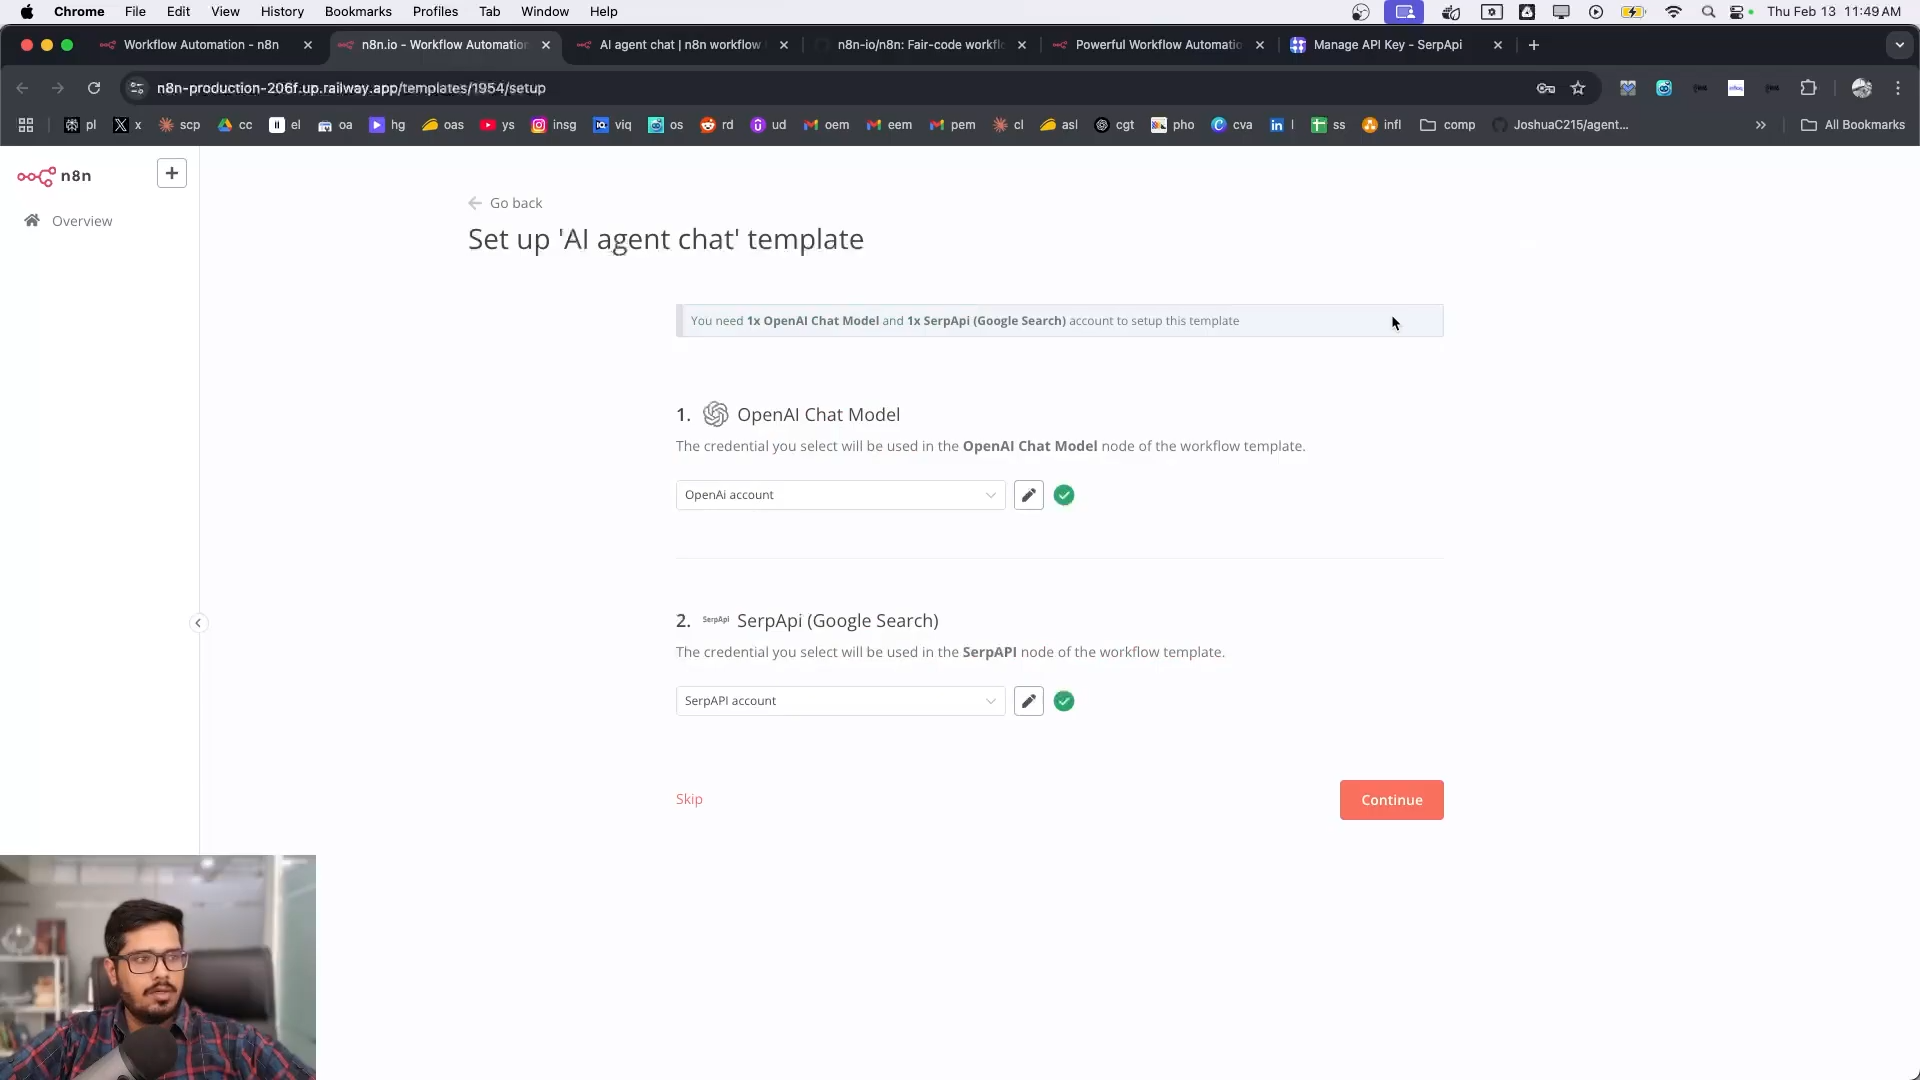 Chrome File Edit View History Bookmarks Profiles Tab Window Help Thu Feb 13 11:49 AM
Workflow Automation - n8n
n8n.io - Workflow Automation
AI agent chat | n8n workflow
n8n-io/n8n: Fair-code workfl
Powerful Workflow Automatio
Manage API Key - SerpApi
n8n-production-206f.up.railway.app/templates/1954/setup
pl x scp cc el oa hg oas ys insg viq os rd ud oem eem pem cl asl cgt pho cva l ss infl comp JoshuaC215/agent... All Bookmarks
n8n
Overview
Go back
Set up 'AI agent chat' template
You need 1x OpenAI Chat Model and 1x SerpApi (Google Search) account to setup this template
1. OpenAI Chat Model
The credential you select will be used in the OpenAI Chat Model node of the workflow template.
OpenAi account
2. SerpApi SerpApi (Google Search)
The credential you select will be used in the SerpAPI node of the workflow template.
SerpAPI account
Skip
Continue